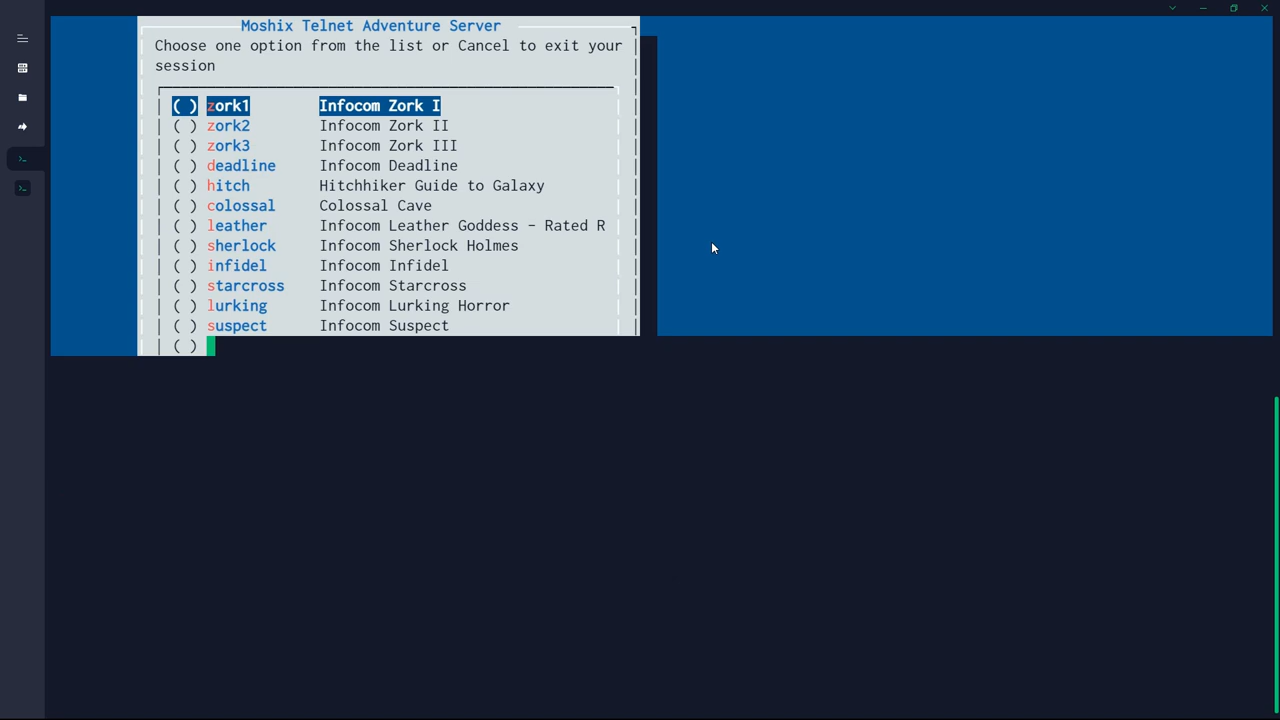 Moshix Telnet Adventure Server
Choose one option from the list or Cancel to exit your
session
( ) zork1 Infocom Zork I
( ) zork2 Infocom Zork II
( ) zork3 Infocom Zork III
( ) deadline Infocom Deadline
( ) hitch Hitchhiker Guide to Galaxy
( ) colossal Colossal Cave
( ) leather Infocom Leather Goddess - Rated R
( ) sherlock Infocom Sherlock Holmes
( ) infidel Infocom Infidel
( ) starcross Infocom Starcross
( ) lurking Infocom Lurking Horror
( ) suspect Infocom Suspect
( )